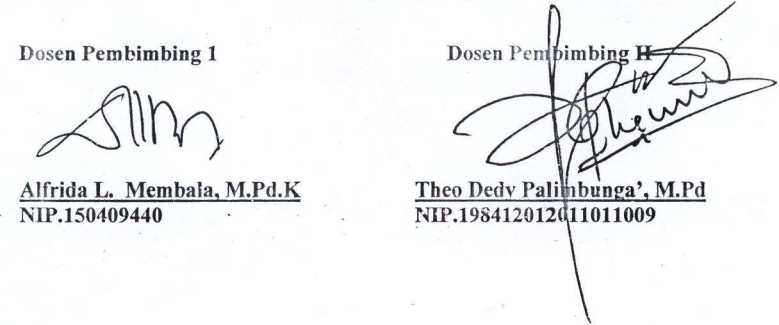 Dosen Pembimbing 1
Alfrida L. Membala, M.Pd.K
NIP.150409440
Dosen Pembimbing II
Theo Dedy Palimbunga', M.Pd
NIP.198412012011011009